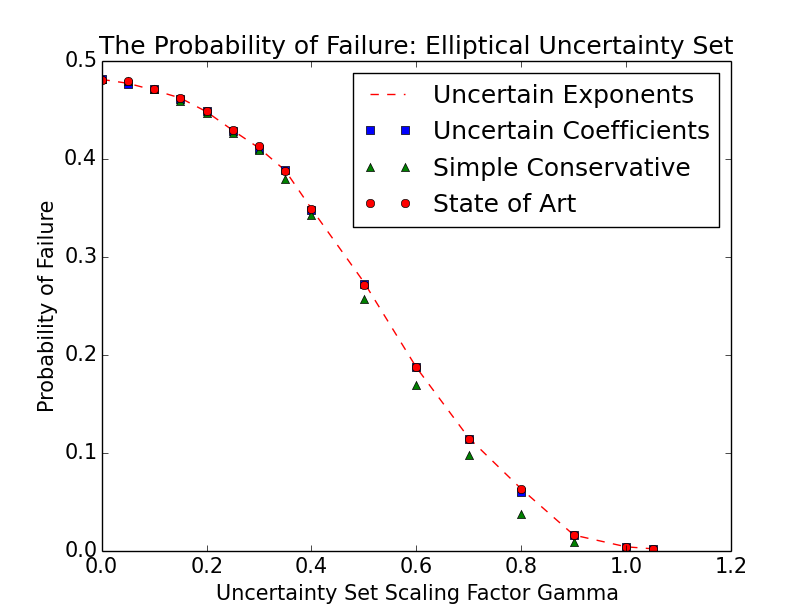 The Probability of Failure: Elliptical Uncertainty Set
Uncertain Exponents
Uncertain Coefficients
Simple Conservative
State of Art
Probability of Failure
0.5
0.4
0.3
0.2
0.1
0.0
0.0 0.2 0.4 0.6 0.8 1.0 1.2
Uncertainty Set Scaling Factor Gamma